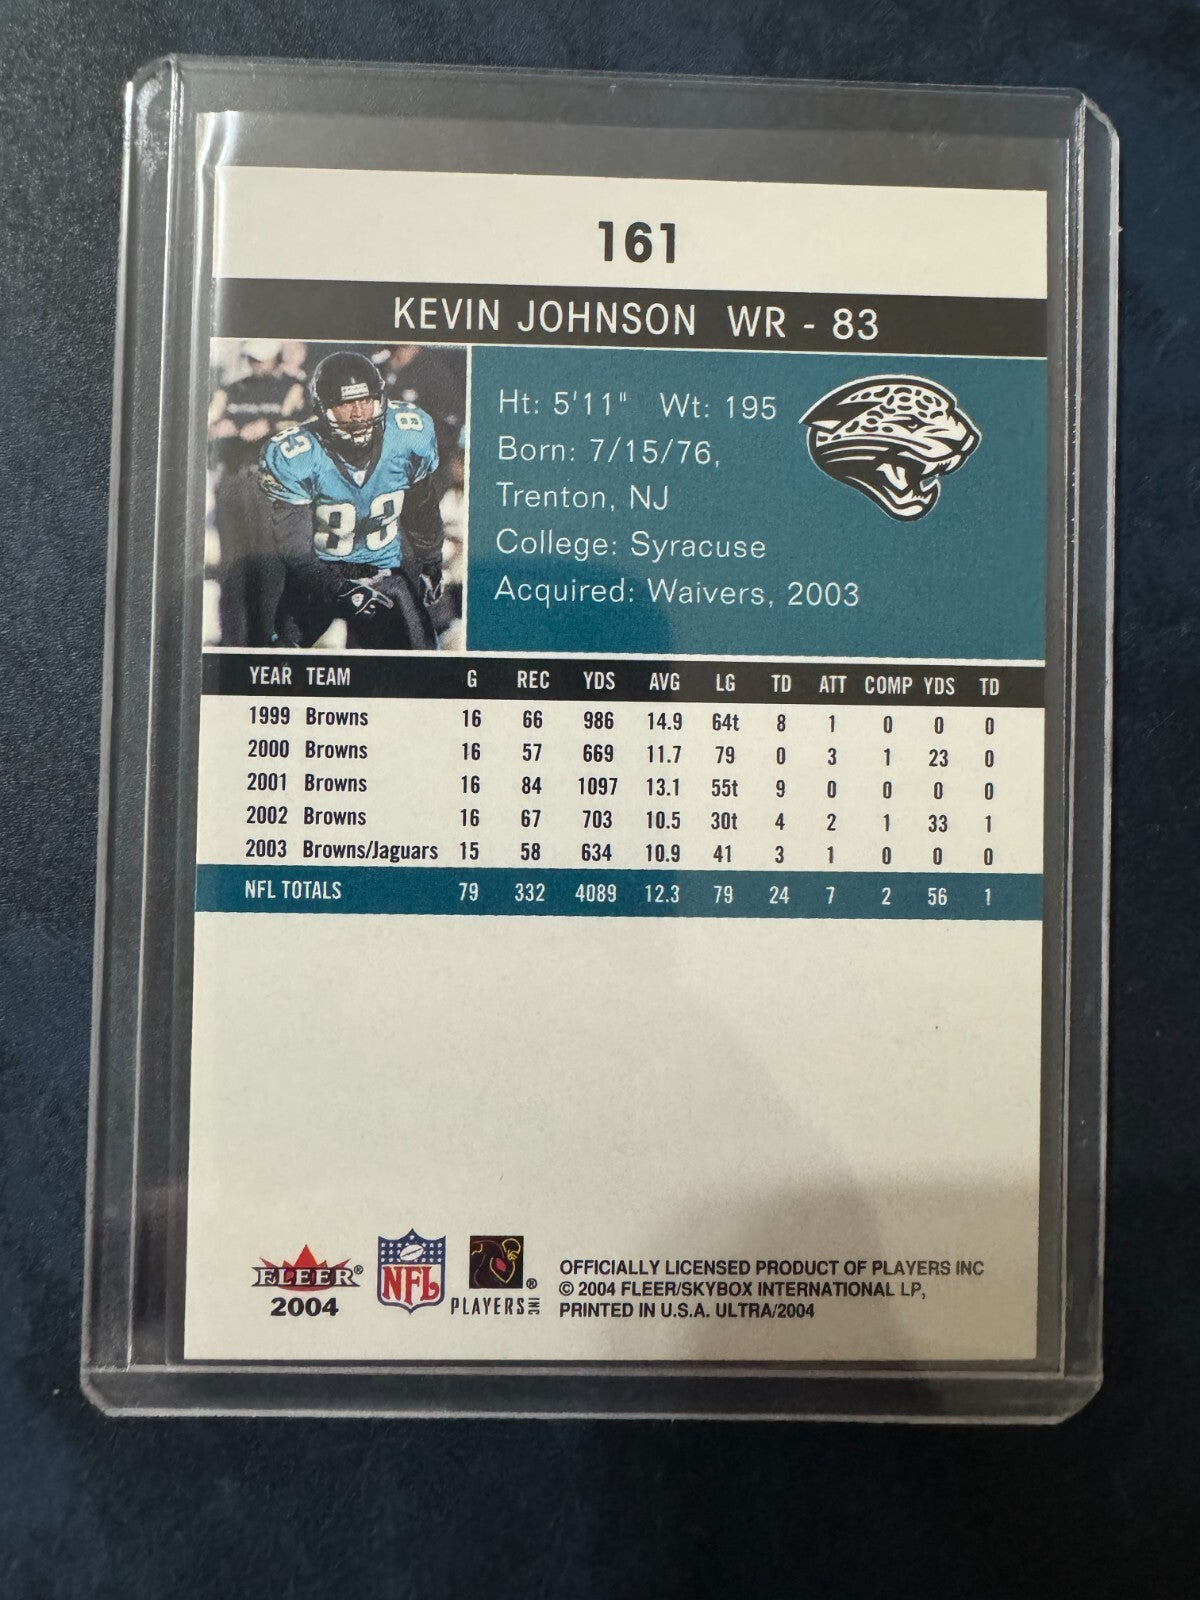 161
KEVIN JOHNSON WR - 83
Ht: 5'11" Wt: 195
Born: 7/15/76,
Trenton, NJ
College: Syracuse
Acquired: Waivers, 2003
83
83
83
YEAR TEAM G REC YDS AVG LG TD ATT COMP YDS TD
1999 Browns 16 66 986 14.9 64t 8 1 0 0 0
2000 Browns 16 57 669 11.7 79 0 3 1 23 0
2001 Browns 16 84 1097 13.1 55t 9 0 0 0 0
2002 Browns 16 67 703 10.5 30t 4 2 1 33 1
2003 Browns/Jaguars 15 58 634 10.9 41 3 1 0 0 0
NFL TOTALS 79 332 4089 12.3 79 24 7 2 56 1
FLEER®
2004
NFL
®
PLAYERS INC
OFFICIALLY LICENSED PRODUCT OF PLAYERS INC
© 2004 FLEER/SKYBOX INTERNATIONAL LP,
PRINTED IN U.S.A. ULTRA/2004